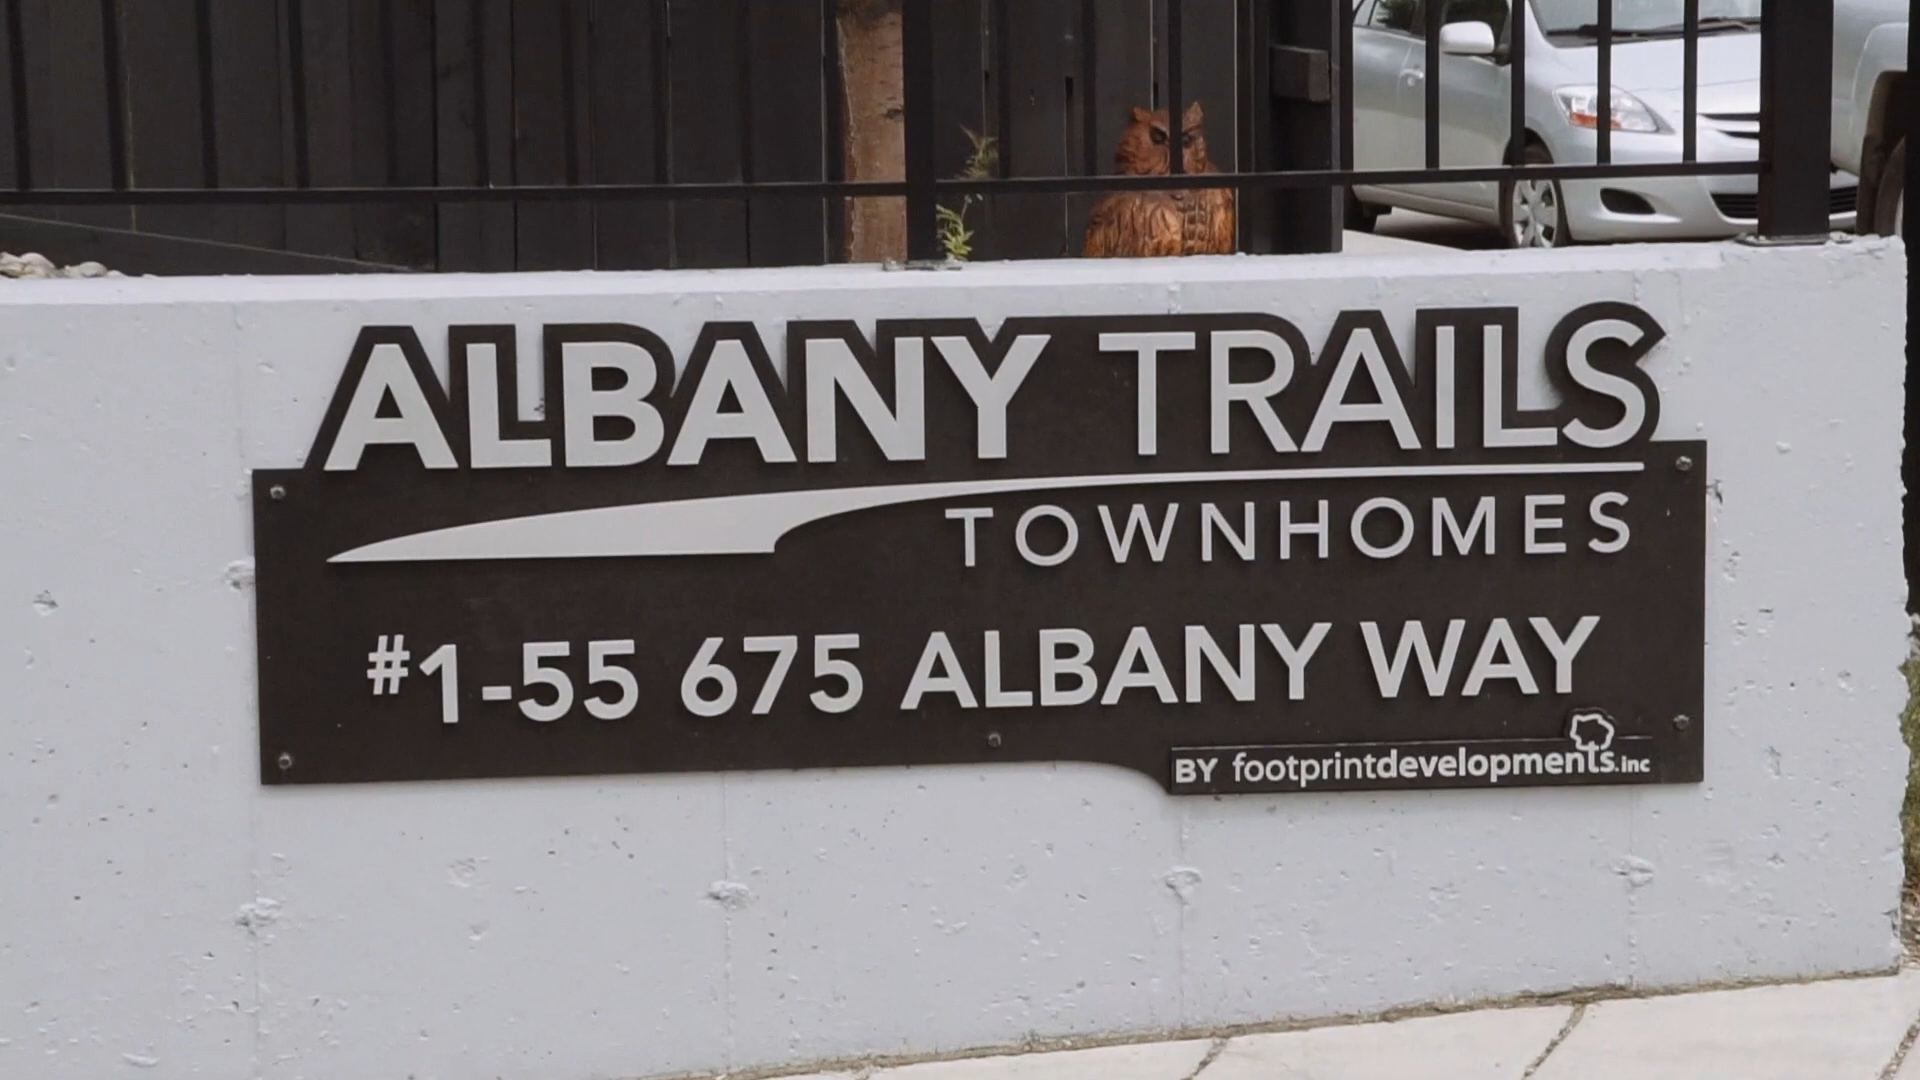 ALBANY TRAILS
TOWNHOMES
#1-55 675 ALBANY WAY
BY footprintdevelopments.inc